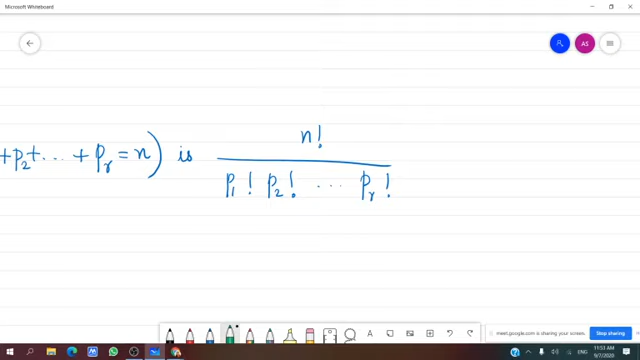 Microsoft Whiteboard
AS
+p₂+ ... + pᵣ = n) is n! / p₁! p₂! ... pᵣ!
meet.google.com is sharing your screen.
Stop sharing
ENG
11:53 AM
9/7/2020